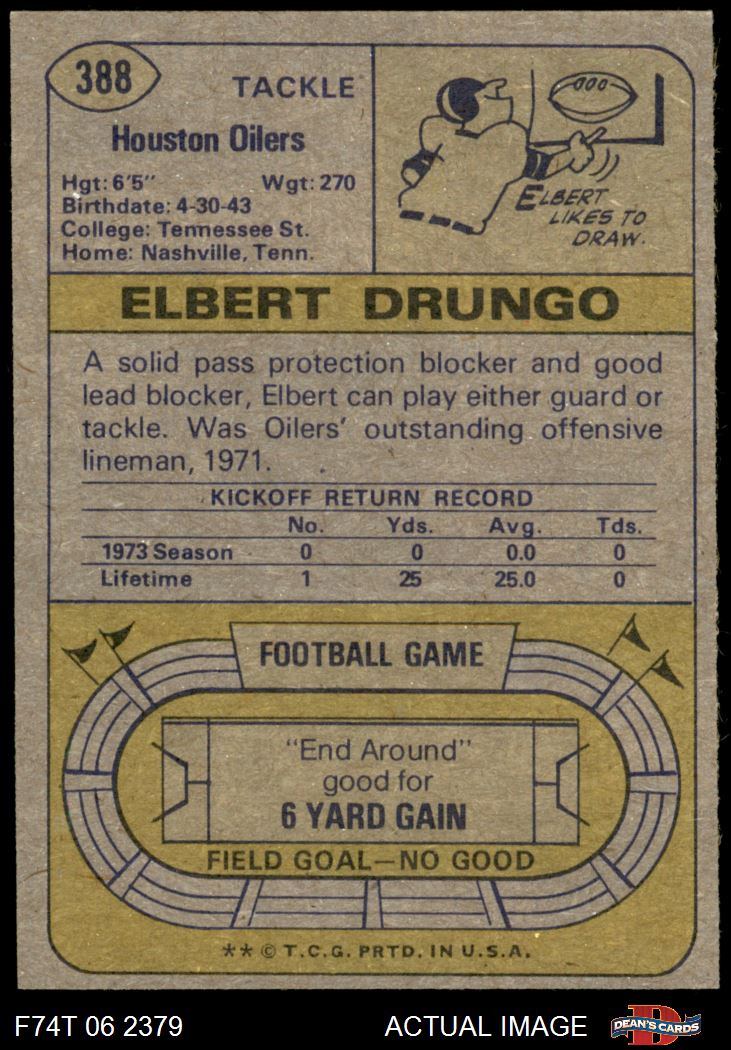 388
TACKLE
Houston Oilers
Hgt: 6'5" Wgt: 270
Birthdate: 4-30-43
College: Tennessee St.
Home: Nashville, Tenn.
ELBERT
LIKES TO
DRAW.
ELBERT DRUNGO
A solid pass protection blocker and good
lead blocker, Elbert can play either guard or
tackle. Was Oilers' outstanding offensive
lineman, 1971.
KICKOFF RETURN RECORD
No. Yds. Avg. Tds.
1973 Season 0 0 0.0 0
Lifetime 1 25 25.0 0
FOOTBALL GAME
"End Around"
good for
6 YARD GAIN
FIELD GOAL—NO GOOD
** © T.C.G. PRTD. IN U.S.A.
F74T 06 2379 ACTUAL IMAGE DEAN'S CARDS